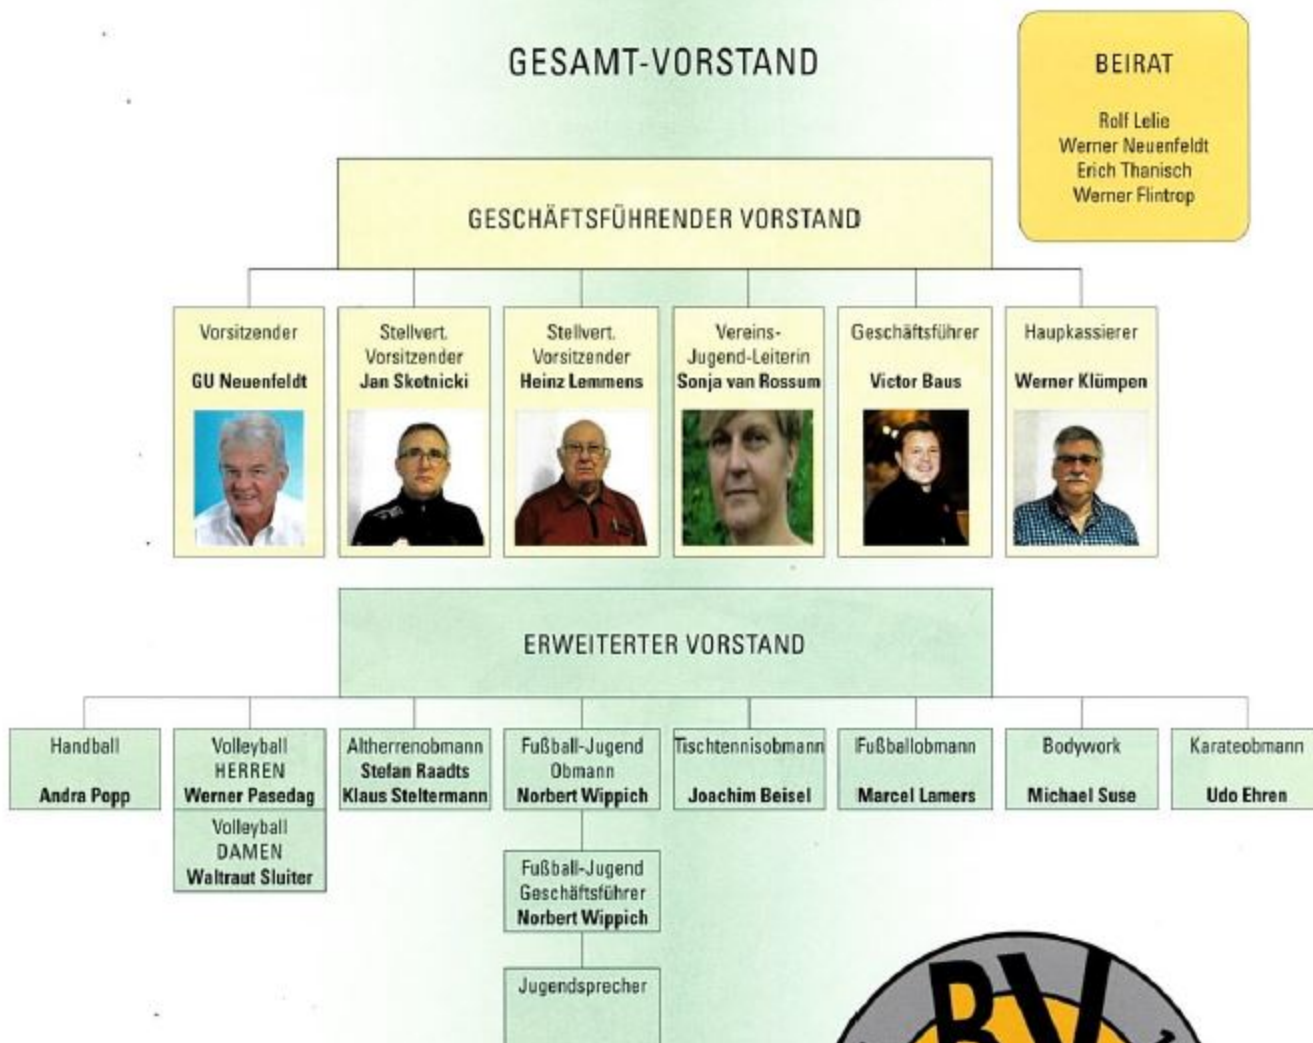 GESAMT-VORSTAND
BEIRAT
Rolf Lelie
Werner Neuenfeldt
Erich Thanisch
Werner Flintrop
GESCHÄFTSFÜHRENDER VORSTAND
Vorsitzender
GU Neuenfeldt
Stellvert.
Vorsitzender
Jan Skotnicki
Stellvert.
Vorsitzender
Heinz Lemmens
Vereins-
Jugend-Leiterin
Sonja van Rossum
Geschäftsführer
Victor Baus
Haupkassierer
Werner Klümpen
ERWEITERTER VORSTAND
Handball
Andra Popp
Volleyball
HERREN
Werner Pasedag
Volleyball
DAMEN
Waltraut Sluiter
Altherrenobmann
Stefan Raadts
Klaus Steltermann
Fußball-Jugend
Obmann
Norbert Wippich
Fußball-Jugend
Geschäftsführer
Norbert Wippich
Jugendsprecher
Tischtennisobmann
Joachim Beisel
Fußballobmann
Marcel Lamers
Bodywork
Michael Suse
Karateobmann
Udo Ehren
BV